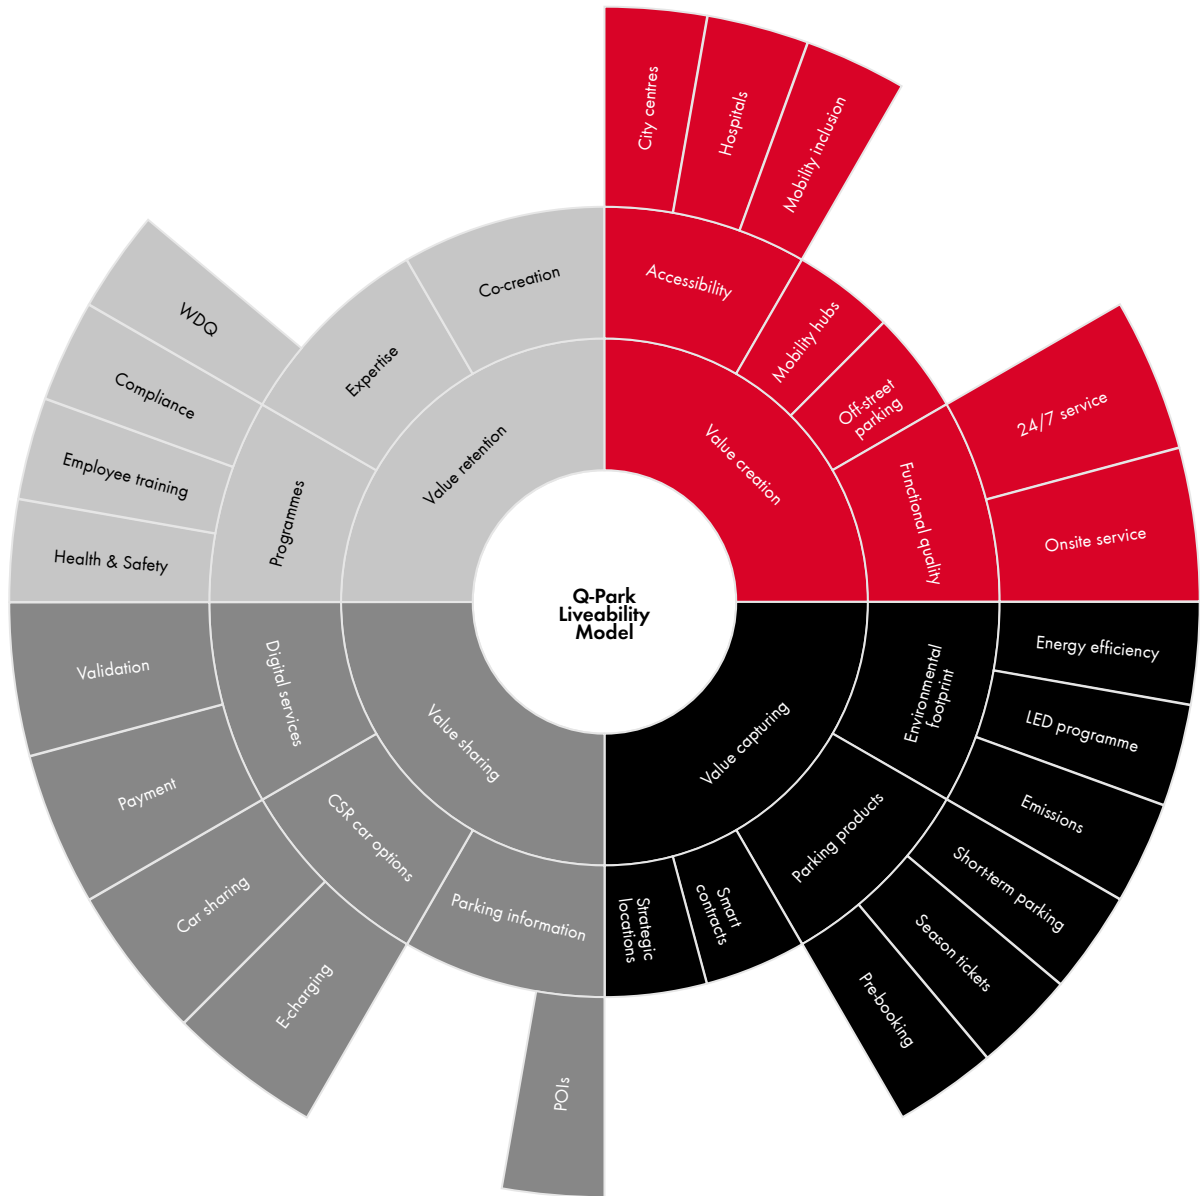 Q-Park
Liveability
Model
Value creation
Accessibility
City centres
Hospitals
Mobility inclusion
Mobility hubs
Off-street
parking
Functional quality
24/7 service
Onsite service
Value capturing
Environmental
footprint
Energy efficiency
LED programme
Emissions
Parking products
Short-term parking
Season tickets
Pre-booking
Smart
contracts
Strategic
locations
Value sharing
Parking information
POIs
CSR car options
E-charging
Car sharing
Digital services
Payment
Validation
Value retention
Programmes
Health & Safety
Employee training
Compliance
WDQ
Expertise
Co-creation